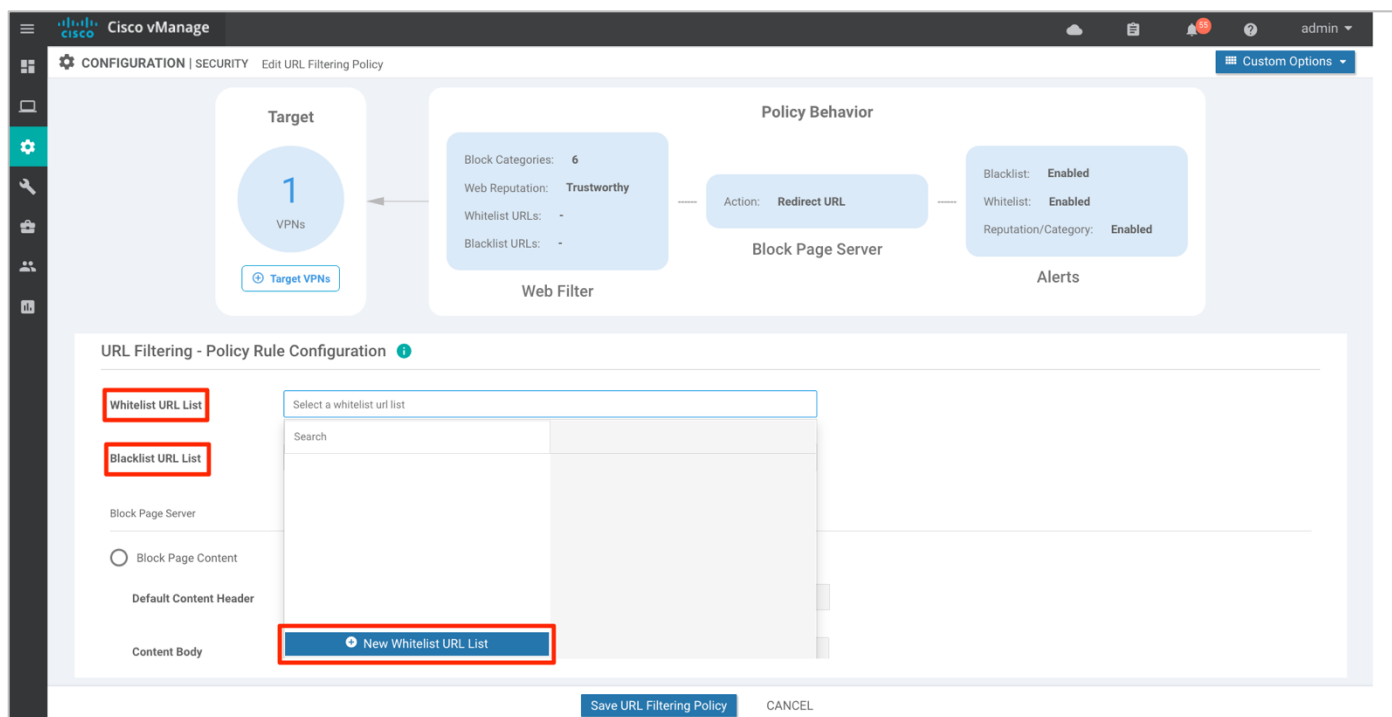 cisco Cisco vManage
55
admin
CONFIGURATION | SECURITY Edit URL Filtering Policy
Custom Options
Target
1
VPNs
Target VPNs
Policy Behavior
Block Categories: 6
Web Reputation: Trustworthy
Whitelist URLs: -
Blacklist URLs: -
Web Filter
Action: Redirect URL
Block Page Server
Blacklist: Enabled
Whitelist: Enabled
Reputation/Category: Enabled
Alerts
URL Filtering - Policy Rule Configuration
Whitelist URL List
Select a whitelist url list
Search
Blacklist URL List
Block Page Server
Block Page Content
Default Content Header
New Whitelist URL List
Content Body
Save URL Filtering Policy
CANCEL